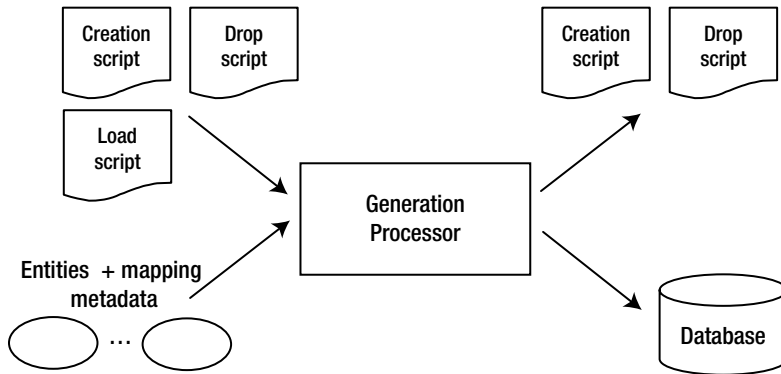 Creation
script
Drop
script
Load
script
Entities + mapping
metadata
...
Generation
Processor
Creation
script
Drop
script
Database